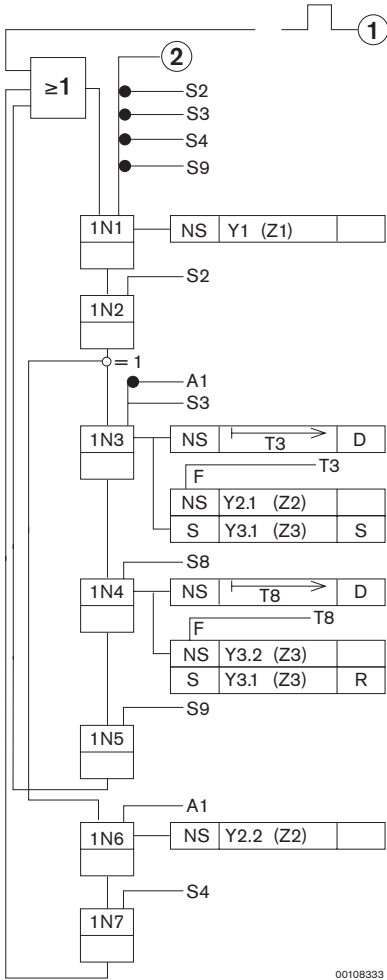 1
≥1
2
S2
S3
S4
S9
1N1 NS Y1 (Z1)
S2
1N2
= 1
A1
S3
1N3 NS T3 D
T3
F
NS Y2.1 (Z2)
S Y3.1 (Z3) S
S8
1N4 NS T8 D
T8
F
NS Y3.2 (Z3)
S Y3.1 (Z3) R
S9
1N5
A1
1N6 NS Y2.2 (Z2)
S4
1N7
00108333